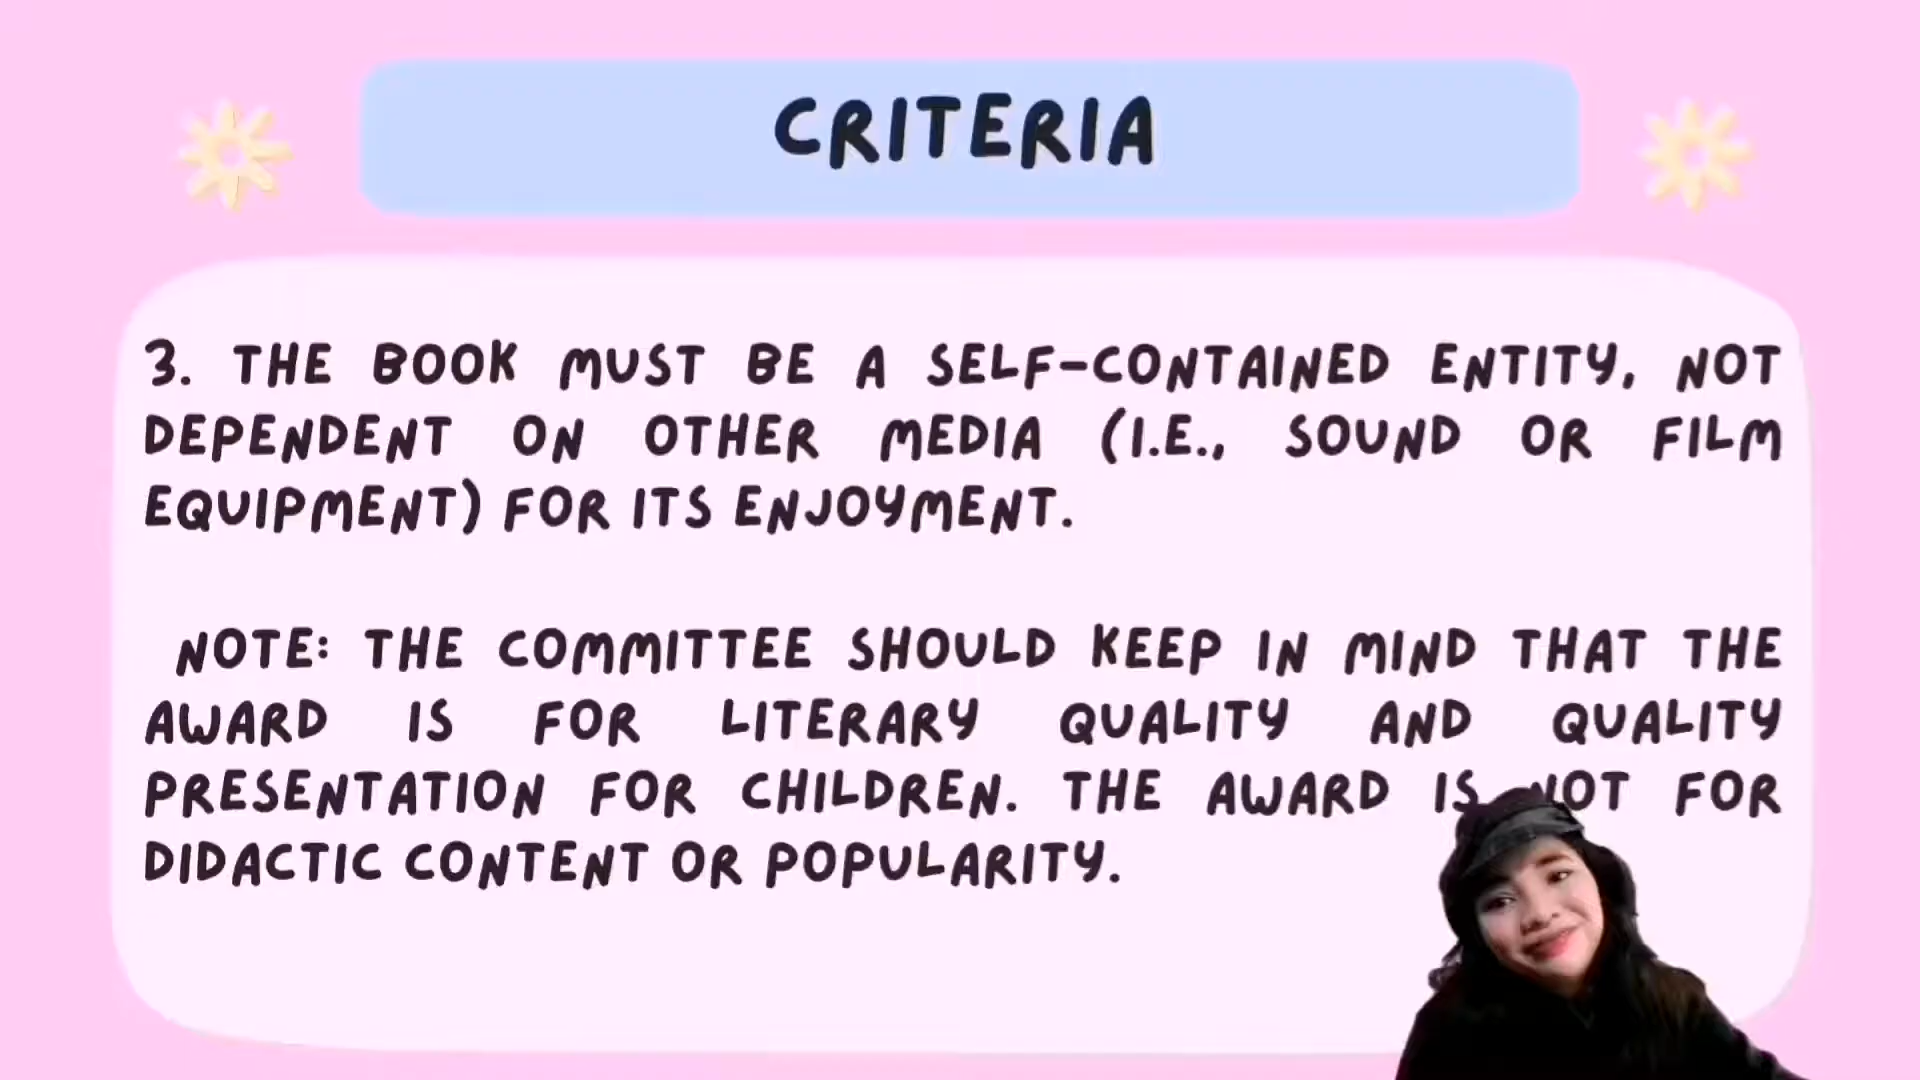 CRITERIA
3. THE BOOK MUST BE A SELF-CONTAINED ENTITY, NOT
DEPENDENT ON OTHER MEDIA (I.E., SOUND OR FILM
EQUIPMENT) FOR ITS ENJOYMENT.
NOTE: THE COMMITTEE SHOULD KEEP IN MIND THAT THE
AWARD IS FOR LITERARY QUALITY AND QUALITY
PRESENTATION FOR CHILDREN. THE AWARD IS NOT FOR
DIDACTIC CONTENT OR POPULARITY.